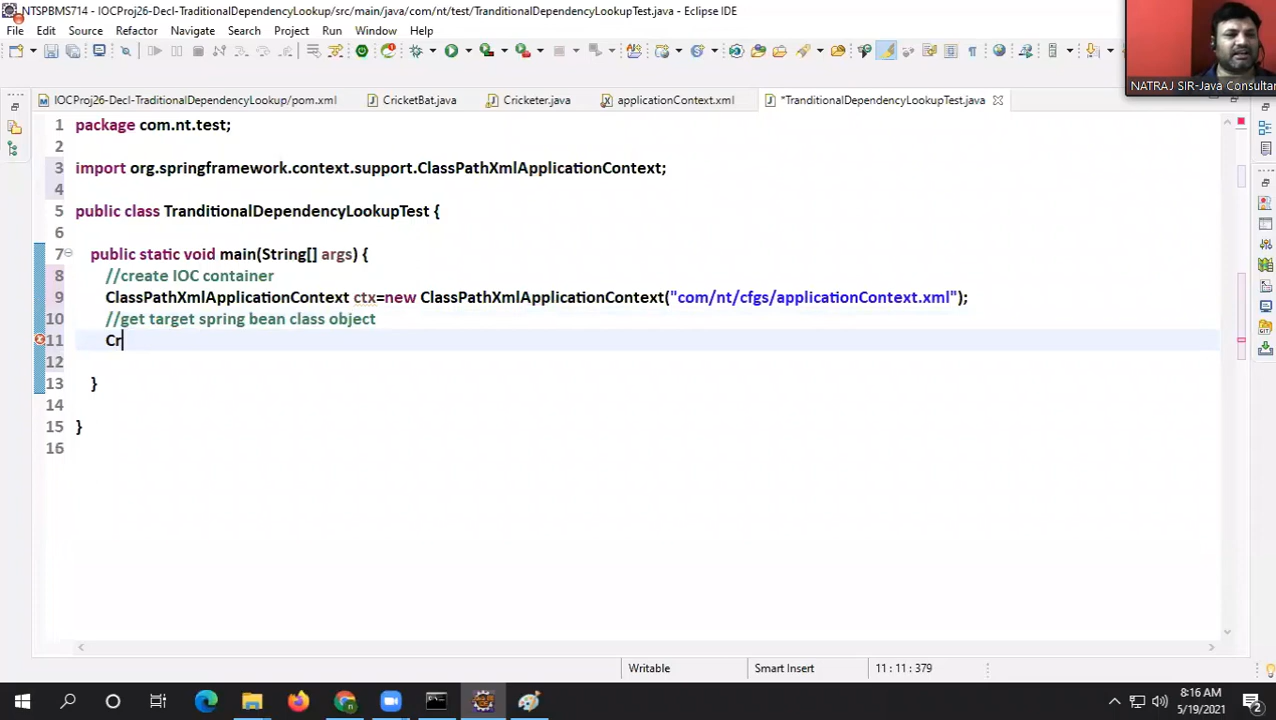 NTSPBMS714 - IOCProj26-Decl-TraditionalDependencyLookup/src/main/java/com/nt/test/TranditionalDependencyLookupTest.java - Eclipse IDE
File Edit Source Refactor Navigate Search Project Run Window Help
NATRAJ SIR-Java Consultan
IOCProj26-Decl-TraditionalDependencyLookup/pom.xml CricketBat.java Cricketer.java applicationContext.xml *TranditionalDependencyLookupTest.java
1 package com.nt.test;
2
3 import org.springframework.context.support.ClassPathXmlApplicationContext;
4
5 public class TranditionalDependencyLookupTest {
6
7 public static void main(String[] args) {
8 //create IOC container
9 ClassPathXmlApplicationContext ctx=new ClassPathXmlApplicationContext("com/nt/cfgs/applicationContext.xml");
10 //get target spring bean class object
11 Cr
12
13 }
14
15 }
16
Writable Smart Insert 11 : 11 : 379
8:16 AM
5/19/2021
2